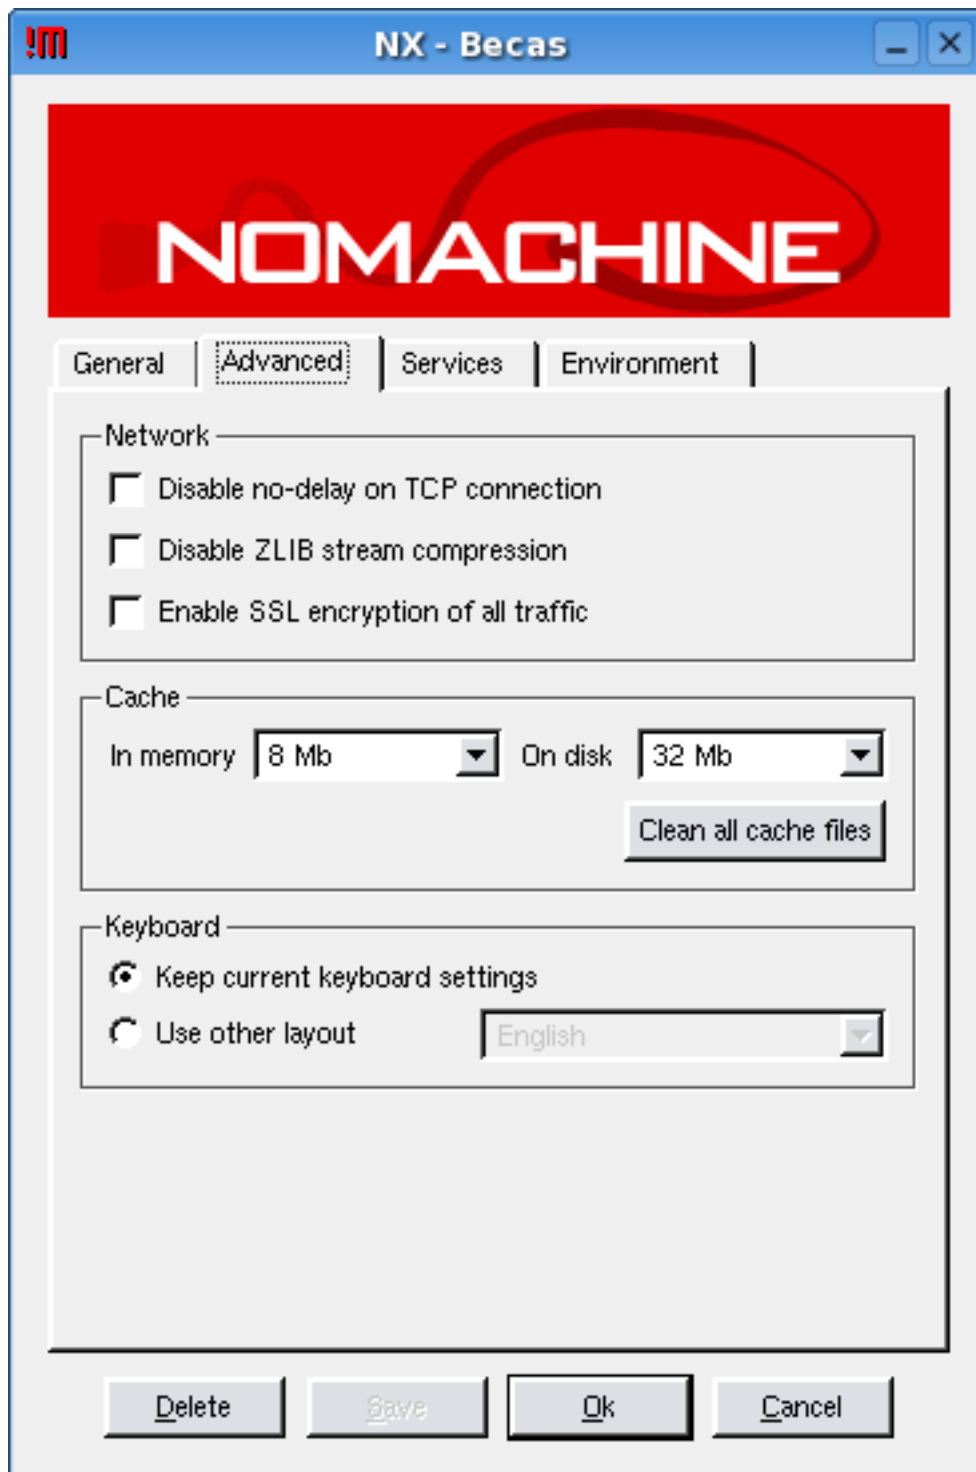 !M NX - Becas
NOMACHINE
General Advanced Services Environment
Network
Disable no-delay on TCP connection
Disable ZLIB stream compression
Enable SSL encryption of all traffic
Cache
In memory 8 Mb On disk 32 Mb
Clean all cache files
Keyboard
Keep current keyboard settings
Use other layout English
Delete Save Ok Cancel